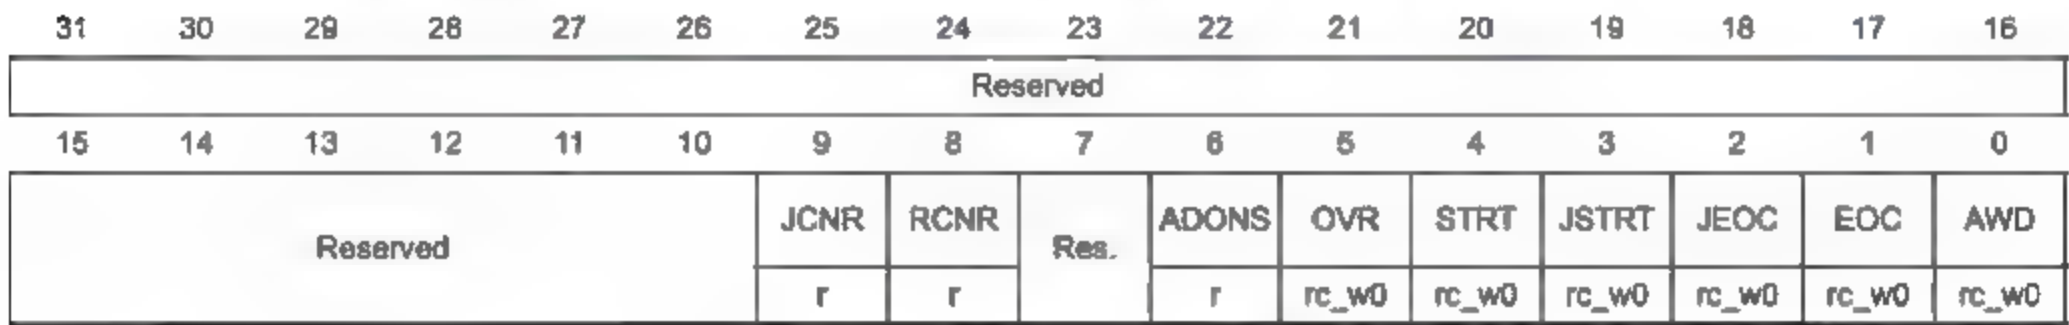 31 30 29 28 27 26 25 24 23 22 21 20 19 18 17 16
Reserved
15 14 13 12 11 10 9 8 7 6 5 4 3 2 1 0
Reserved JCNR RCNR Res. ADONS OVR STRT JSTRT JEOC EOC AWD
r r r rc_w0 rc_w0 rc_w0 rc_w0 rc_w0 rc_w0